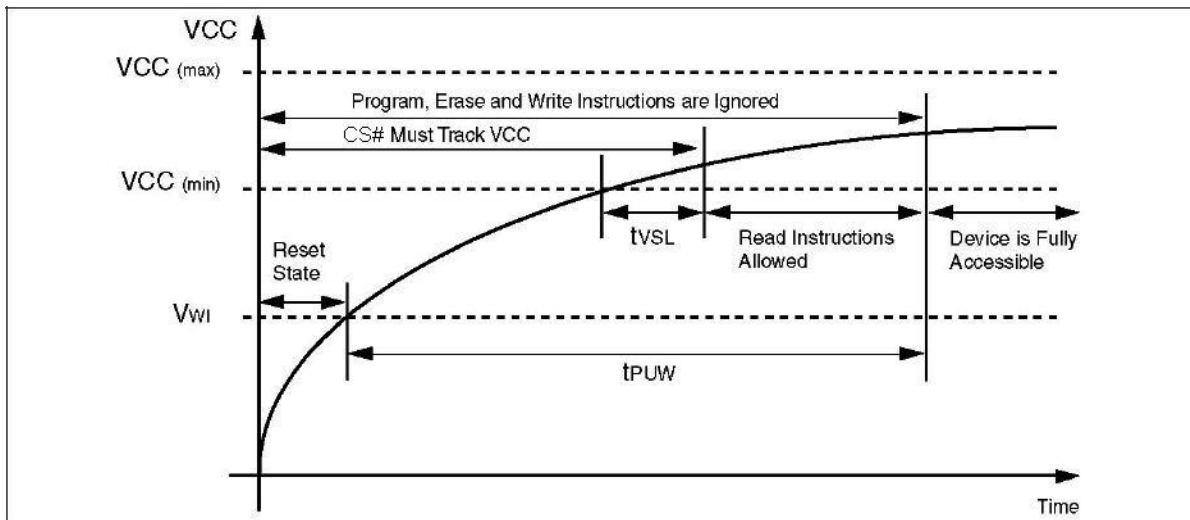 VCC
VCC (max)
Program, Erase and Write Instructions are Ignored
CS# Must Track VCC
VCC (min)
tVSL
Read Instructions
Allowed
Device is Fully
Accessible
Reset
State
VWI
tPUW
Time